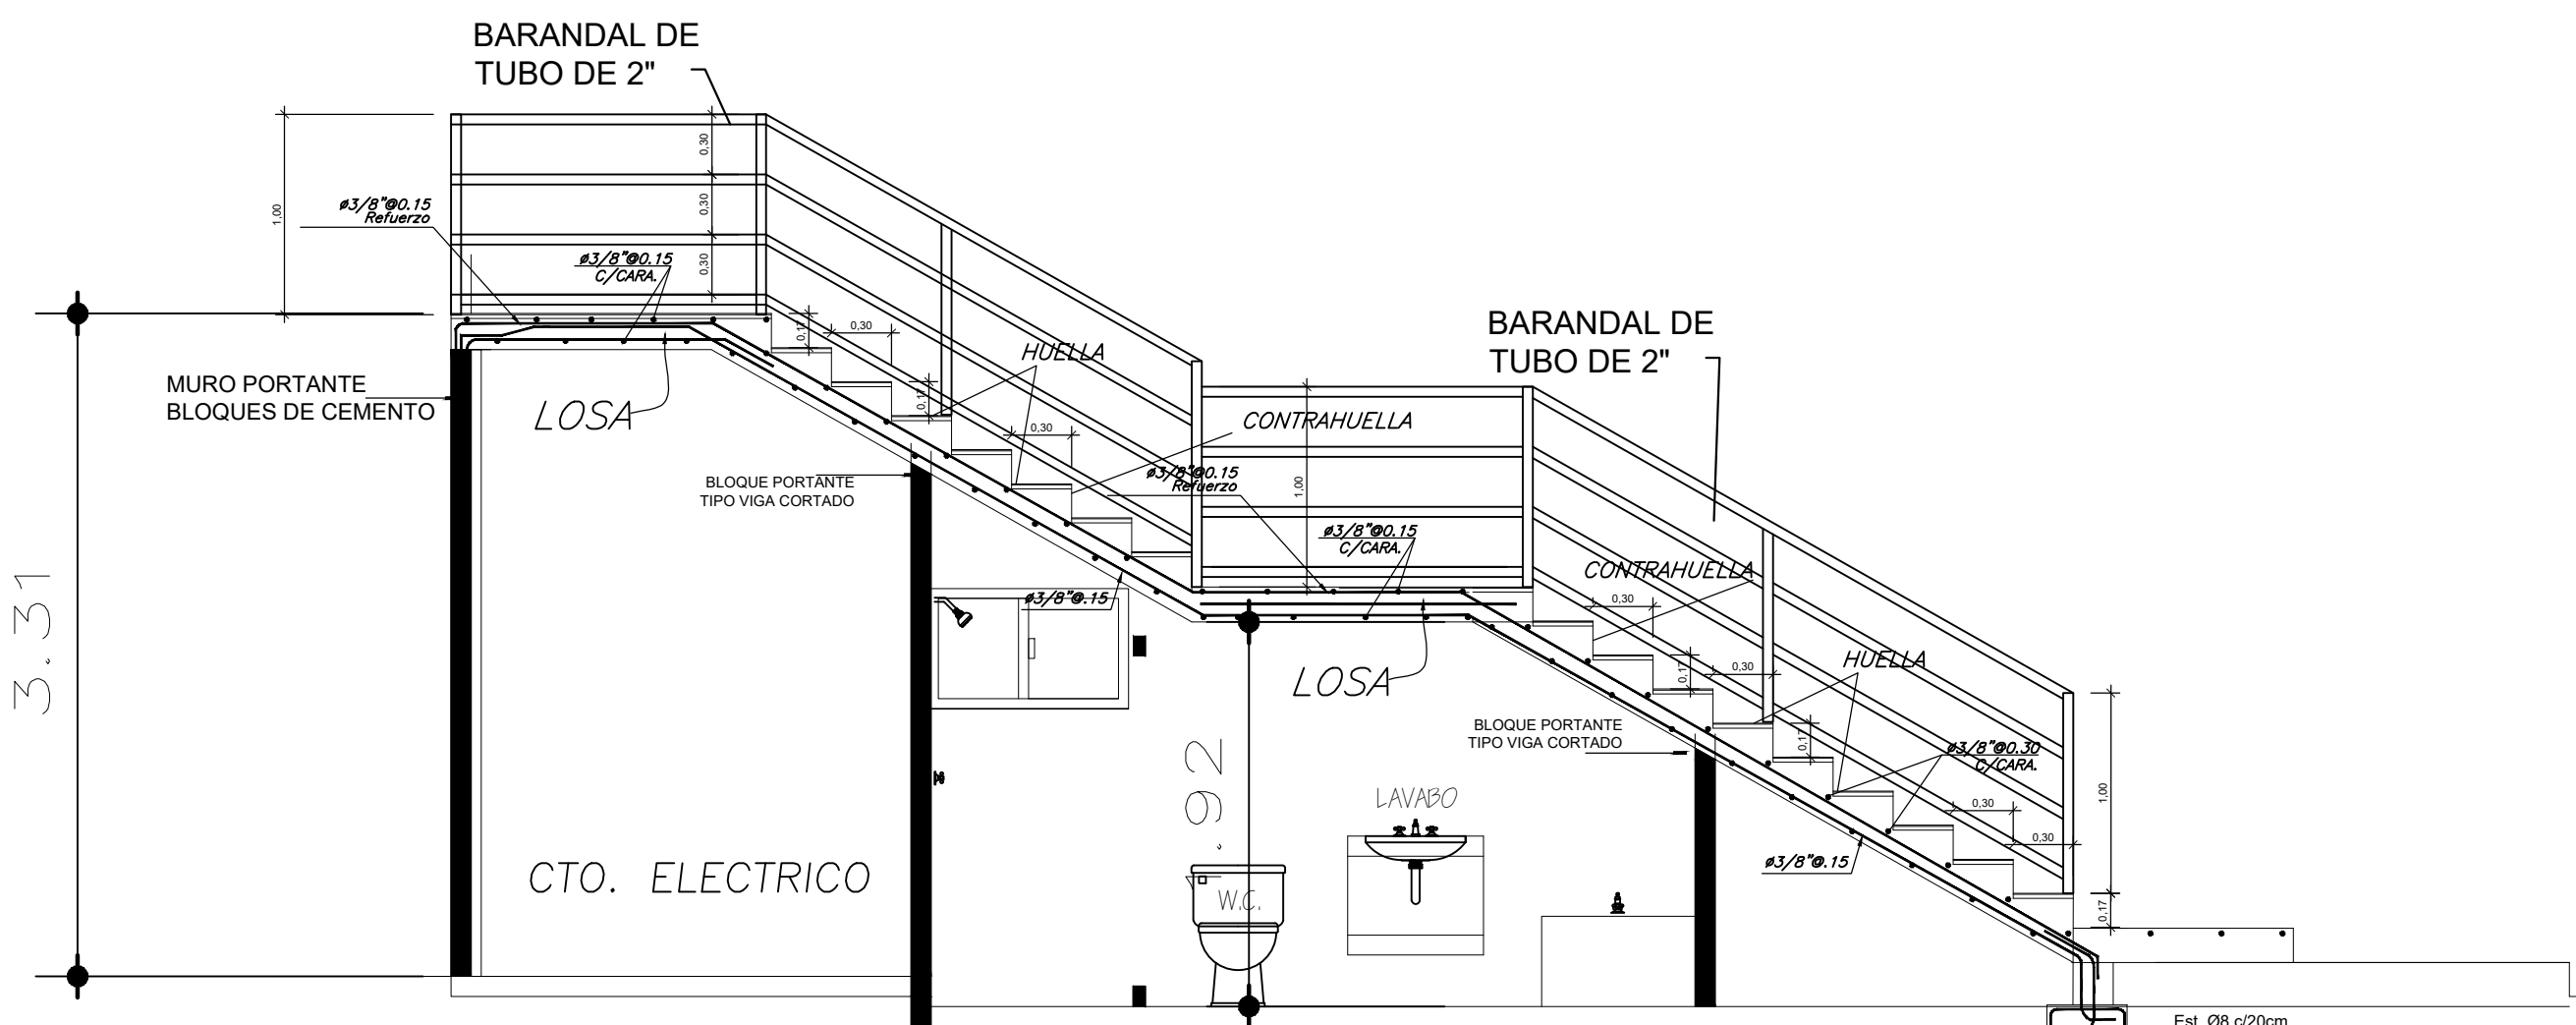 BARANDAL DE
TUBO DE 2"
0,30
0,30
0,30
1,00
ø3/8"@0.15
Refuerzo
ø3/8"@0.15
C/CARA.
0,17
0,30
HUELLA
0,17
BARANDAL DE
TUBO DE 2"
MURO PORTANTE
BLOQUES DE CEMENTO
LOSA
CONTRAHUELLA
0,30
BLOQUE PORTANTE
TIPO VIGA CORTADO
ø3/8"@0.15
Refuerzo
1,00
ø3/8"@0.15
C/CARA.
CONTRAHUELLA
ø3/8"@.15
0,30
3.31
LOSA
0,17
0,30
HUELLA
BLOQUE PORTANTE
TIPO VIGA CORTADO
0,17
ø3/8"@0.30
C/CARA.
.92
LAVABO
0,30
1,00
0,30
ø3/8"@.15
CTO. ELECTRICO
W.C.
0,17
Est. Ø8 c/20cm